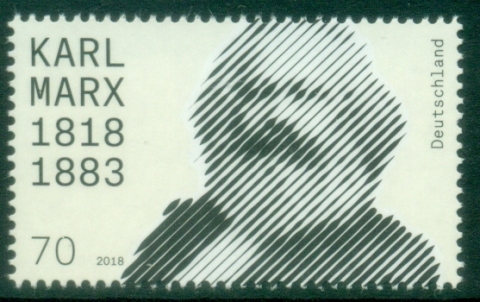 KARL
MARX
1818
1883
70 2018
Deutschland